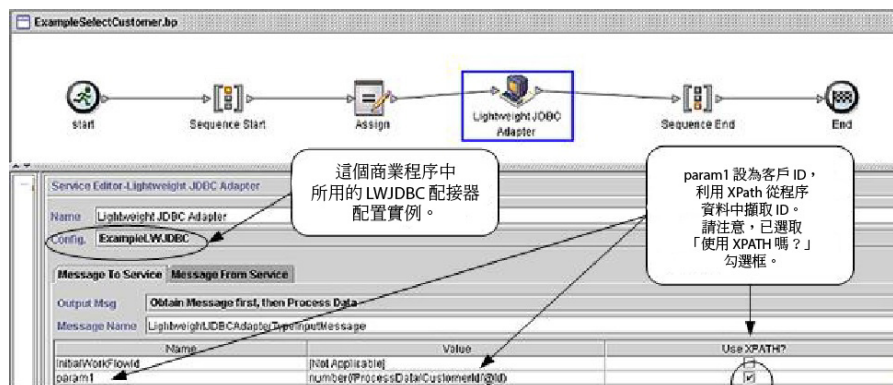 ExampleSelectCustomer.bp
start
Sequence Start
Assign
Lightweight JDBC
Adapter
Sequence End
End
這個商業程序中
所用的 LWJDBC 配接器
配置實例。
param1 設為客戶 ID，
利用 XPath 從程序
資料中擷取 ID。
請注意，已選取
「使用 XPATH 嗎？」
勾選框。
Service Editor-Lightweight JDBC Adapter
Name Lightweight JDBC Adapter
Config. ExampleLWJDBC
Message To Service Message From Service
Output Msg Obtain Message first, then Process Data
Message Name LightweightJDBCAdapterTypeInputMessage
Name Value Use XPATH?
InitialWorkFlowId [Not Applicable]
param1 number(/ProcessData/CustomerId/@id)